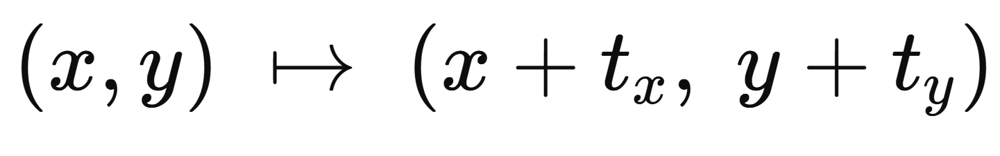 (x, y) ↦ (x + t_x, y + t_y)